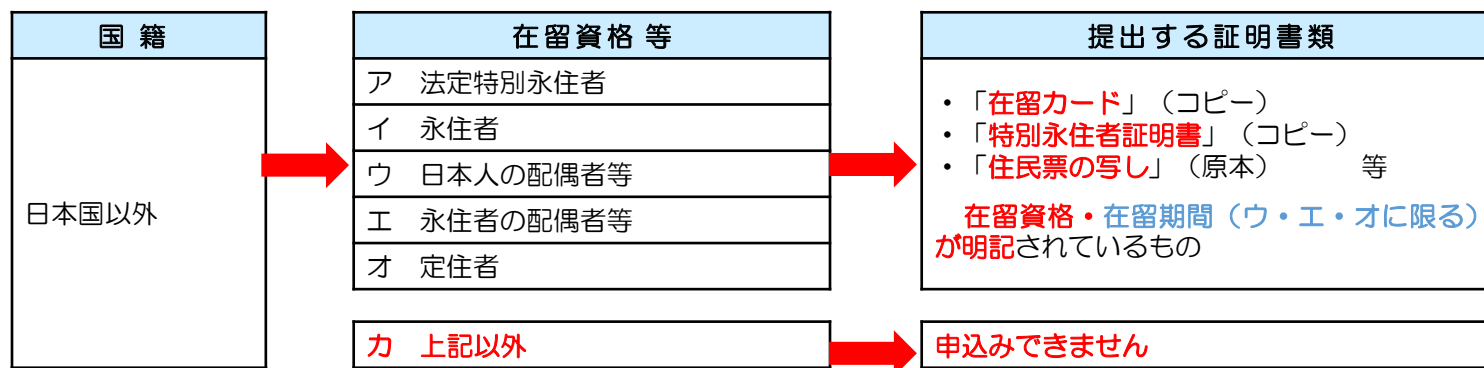 国 籍
在留資格 等
提出する証明書類
日本国以外
ア　法定特別永住者
イ　永住者
ウ　日本人の配偶者等
エ　永住者の配偶者等
オ　定住者
・「在留カード」（コピー）
・「特別永住者証明書」（コピー）
・「住民票の写し」（原本）　　　等
在留資格・在留期間（ウ・エ・オに限る）
が明記されているもの
カ　上記以外
申込みできません